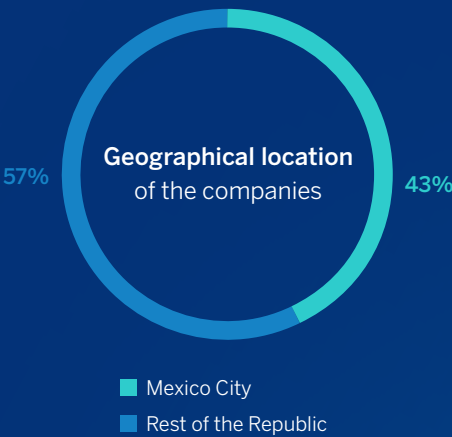 Geographical location
of the companies
57%
43%
Mexico City
Rest of the Republic